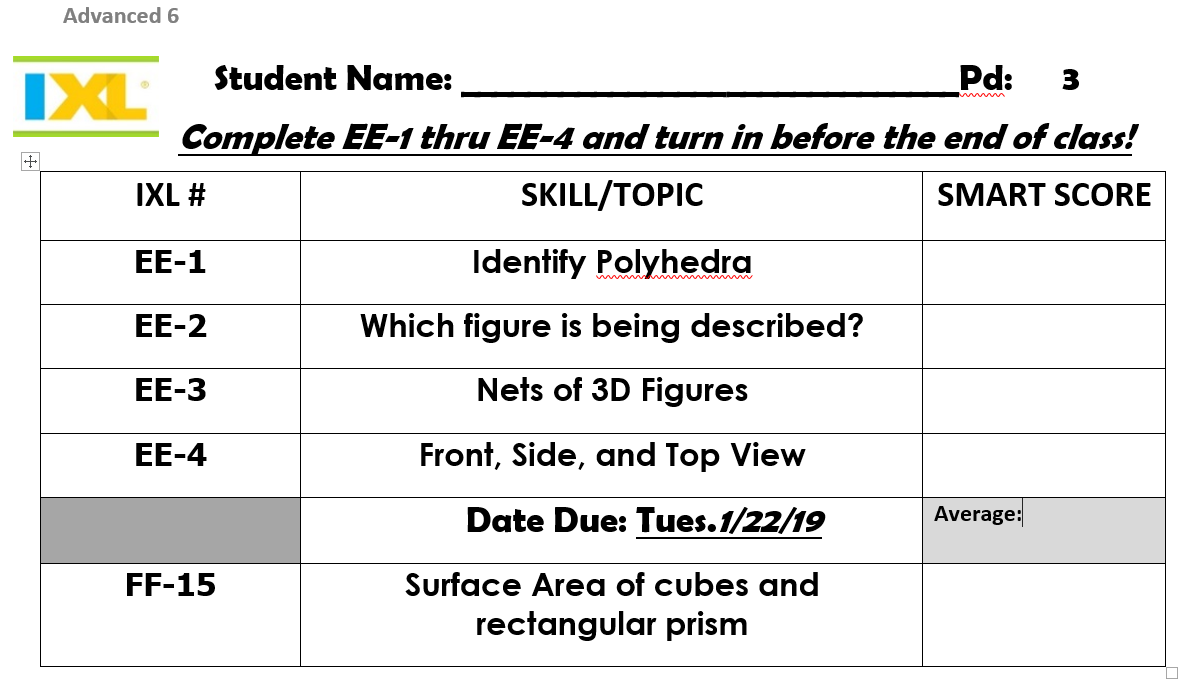 Advanced 6
IXL®
Student Name: ______________________________Pd: 3
Complete EE-1 thru EE-4 and turn in before the end of class!
IXL # SKILL/TOPIC SMART SCORE
EE-1 Identify Polyhedra
EE-2 Which figure is being described?
EE-3 Nets of 3D Figures
EE-4 Front, Side, and Top View
Date Due: Tues.1/22/19 Average:
FF-15 Surface Area of cubes and
rectangular prism